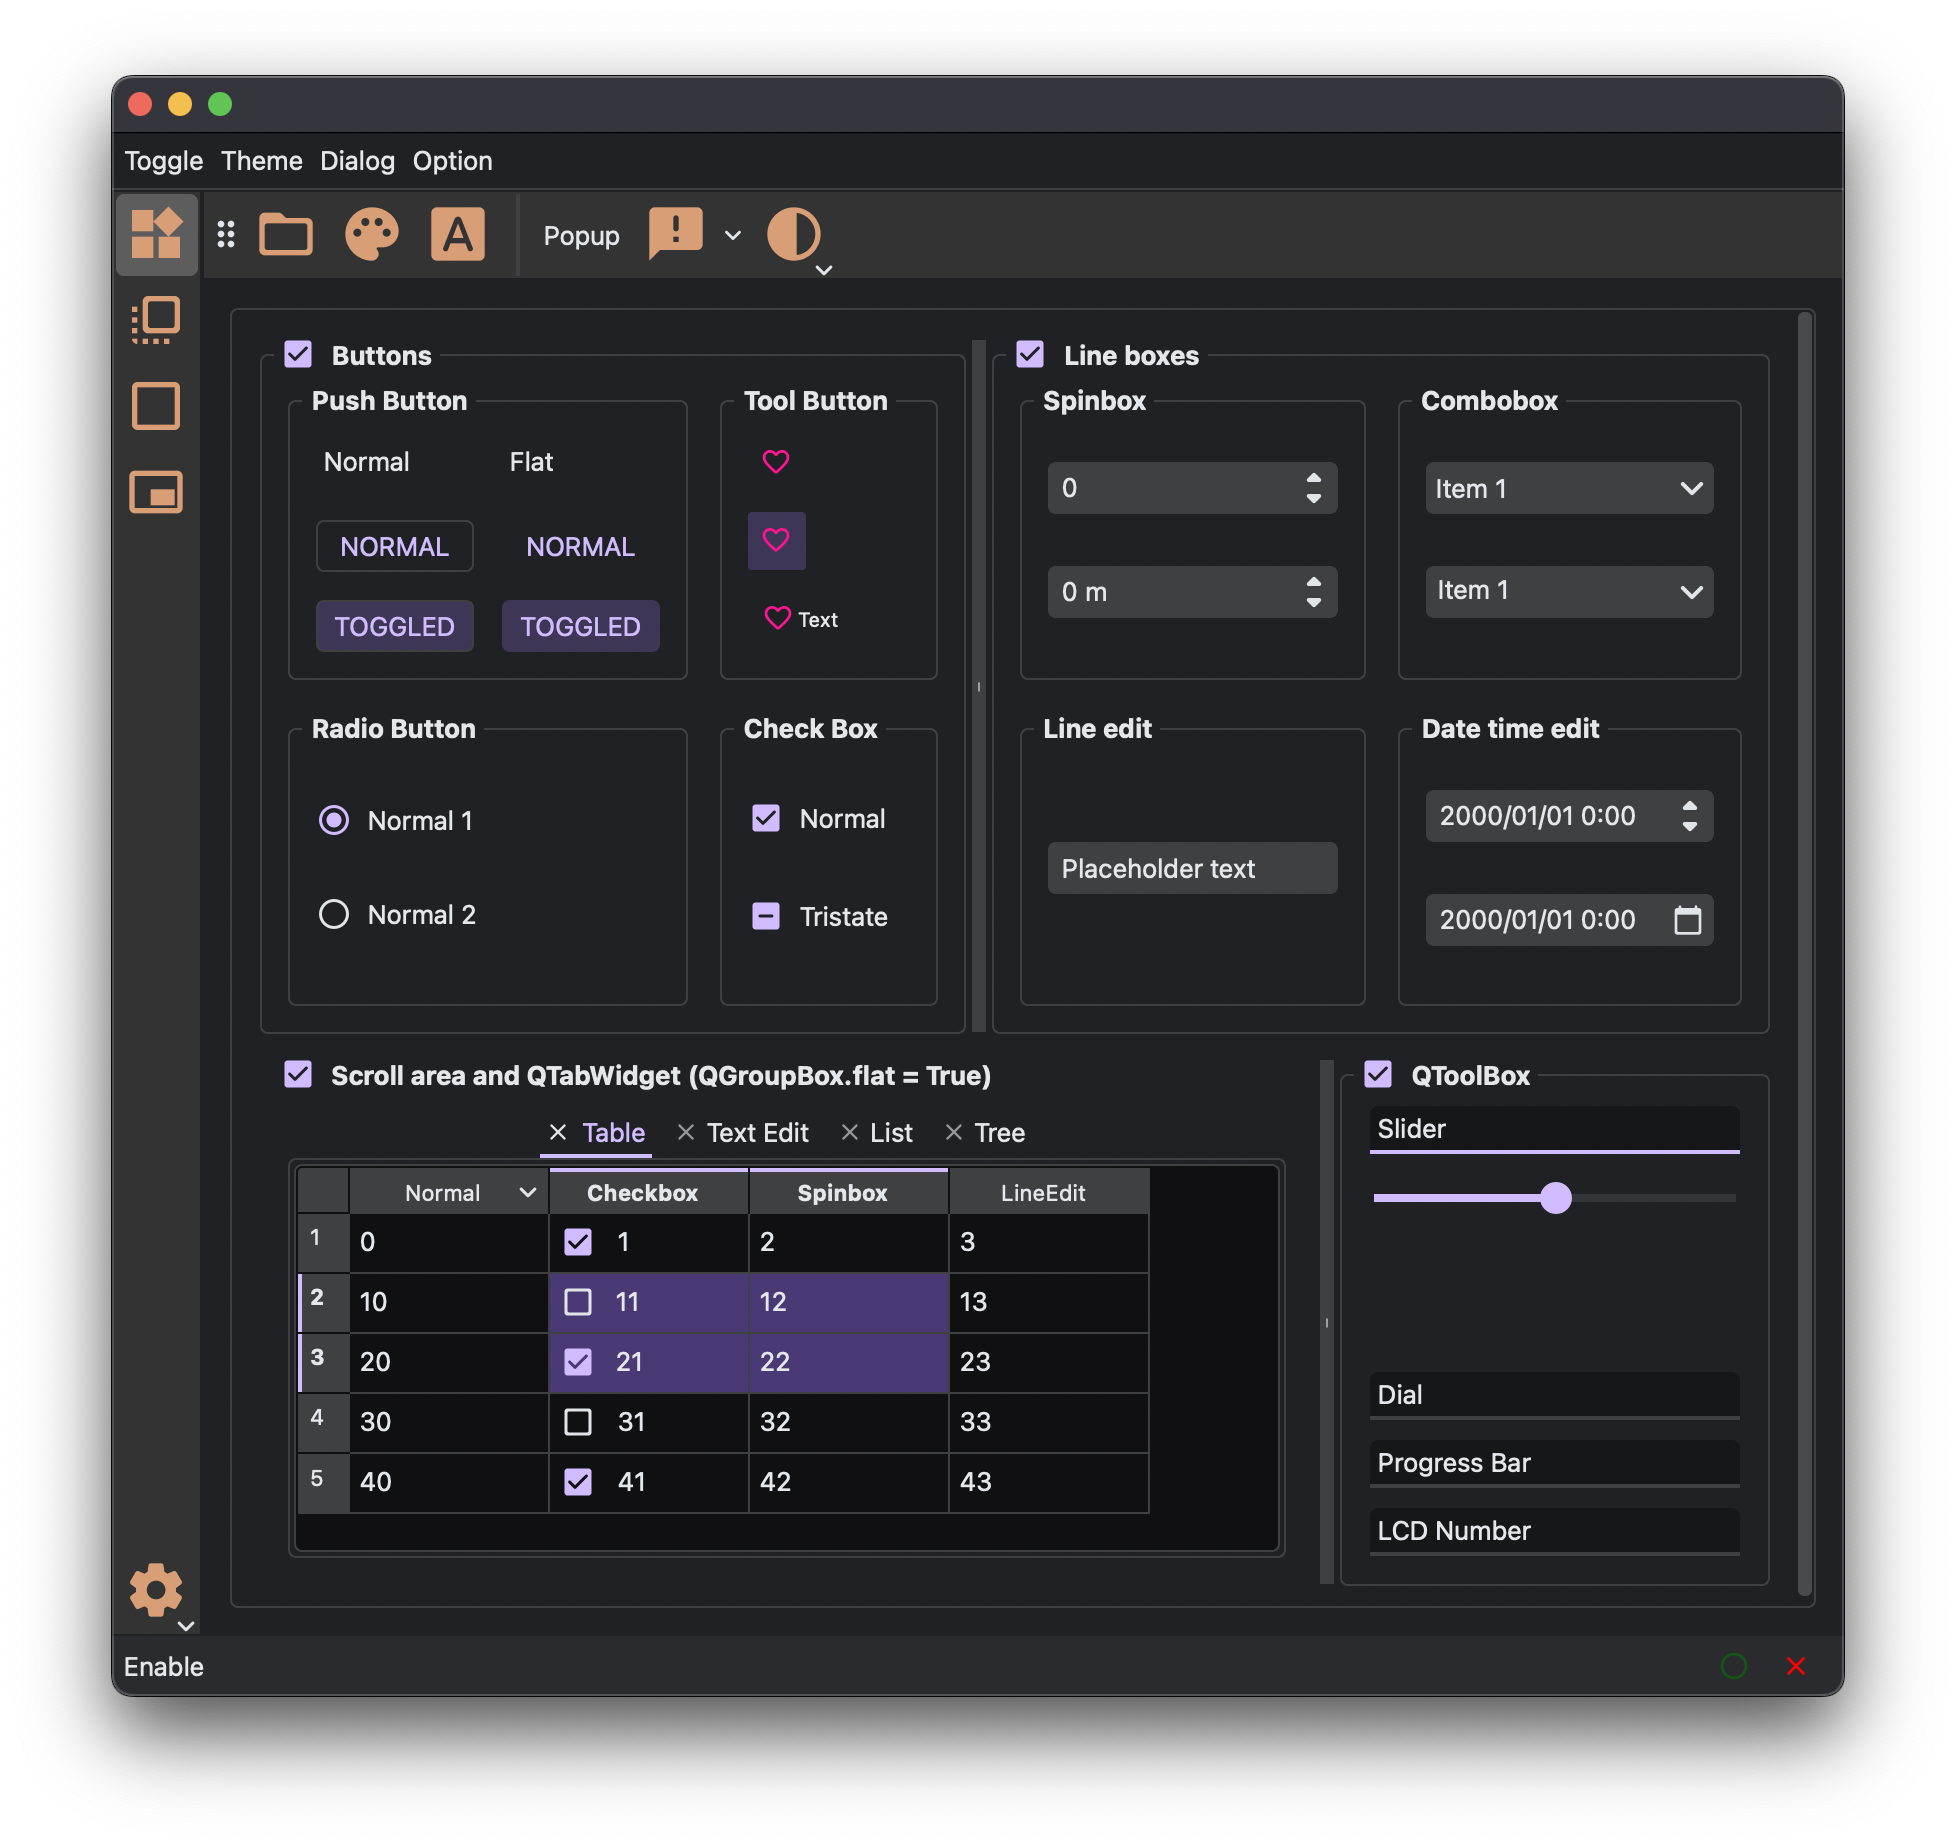 Toggle Theme Dialog Option
A
Popup
Buttons
Push Button
Normal Flat
NORMAL NORMAL
TOGGLED TOGGLED
Tool Button
Text
Radio Button
Normal 1
Normal 2
Check Box
Normal
Tristate
Line boxes
Spinbox
0
0 m
Combobox
Item 1
Item 1
Line edit
Placeholder text
Date time edit
2000/01/01 0:00
2000/01/01 0:00
Scroll area and QTabWidget (QGroupBox.flat = True)
Table Text Edit List Tree
Normal Checkbox Spinbox LineEdit
1 0 1 2 3
2 10 11 12 13
3 20 21 22 23
4 30 31 32 33
5 40 41 42 43
QToolBox
Slider
Dial
Progress Bar
LCD Number
Enable